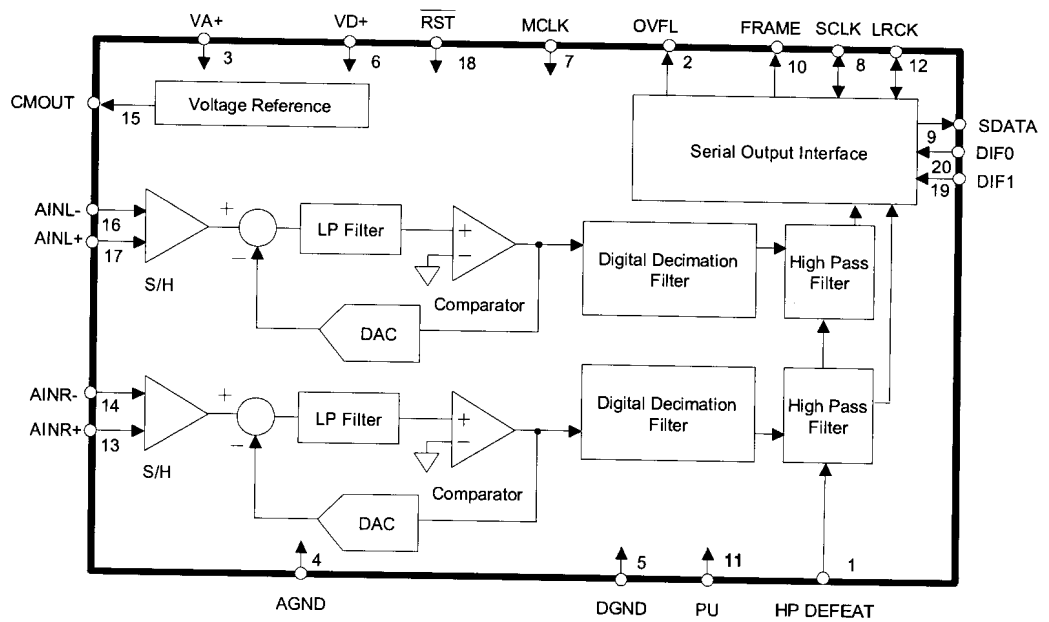 VA+ VD+ RST MCLK OVFL FRAME SCLK LRCK
3 6 18 7 2 10 8 12
CMOUT 15 Voltage Reference
Serial Output Interface
9 SDATA
20 DIF0
19 DIF1
AINL- 16
AINL+ 17
S/H
+
−
LP Filter
+
−
Comparator
DAC
Digital Decimation
Filter
High Pass
Filter
AINR- 14
AINR+ 13
S/H
+
−
LP Filter
+
−
Comparator
DAC
Digital Decimation
Filter
High Pass
Filter
4 5 11 1
AGND DGND PU HP DEFEAT